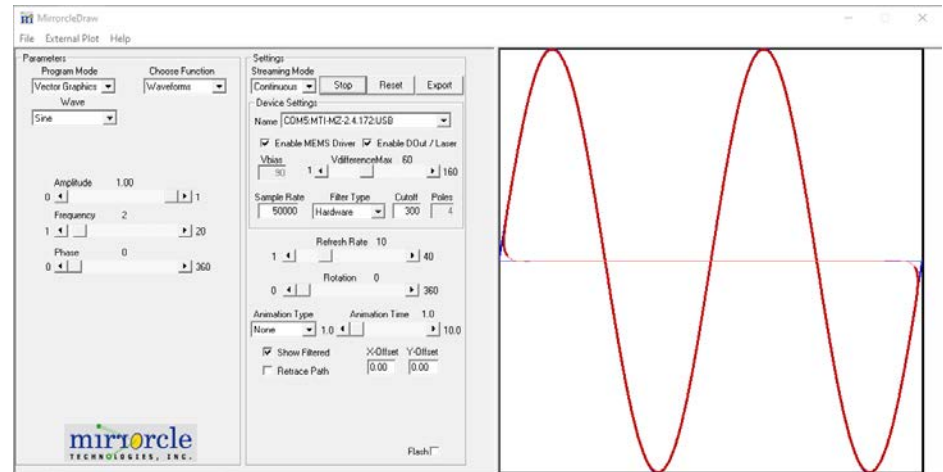 MirrorcleDraw
File External Plot Help
Parameters
Program Mode Choose Function
Vector Graphics Waveforms
Wave
Sine
Amplitude 1.00
0 1
Frequency 2
1 20
Phase 0
0 360
mirrorcle
TECHNOLOGIES, INC.
Settings
Streaming Mode
Continuous Stop Reset Export
Device Settings
Name COM5:MTI-MZ-2.4.172:USB
Enable MEMS Driver Enable DOut / Laser
Vbias VdifferenceMax 60
90 1 160
Sample Rate Filter Type Cutoff Poles
50000 Hardware 300 4
Refresh Rate 10
1 40
Rotation 0
0 360
Animation Type Animation Time 1.0
None 1.0 10.0
Show Filtered X-Offset Y-Offset
Retrace Path 0.00 0.00
Flash